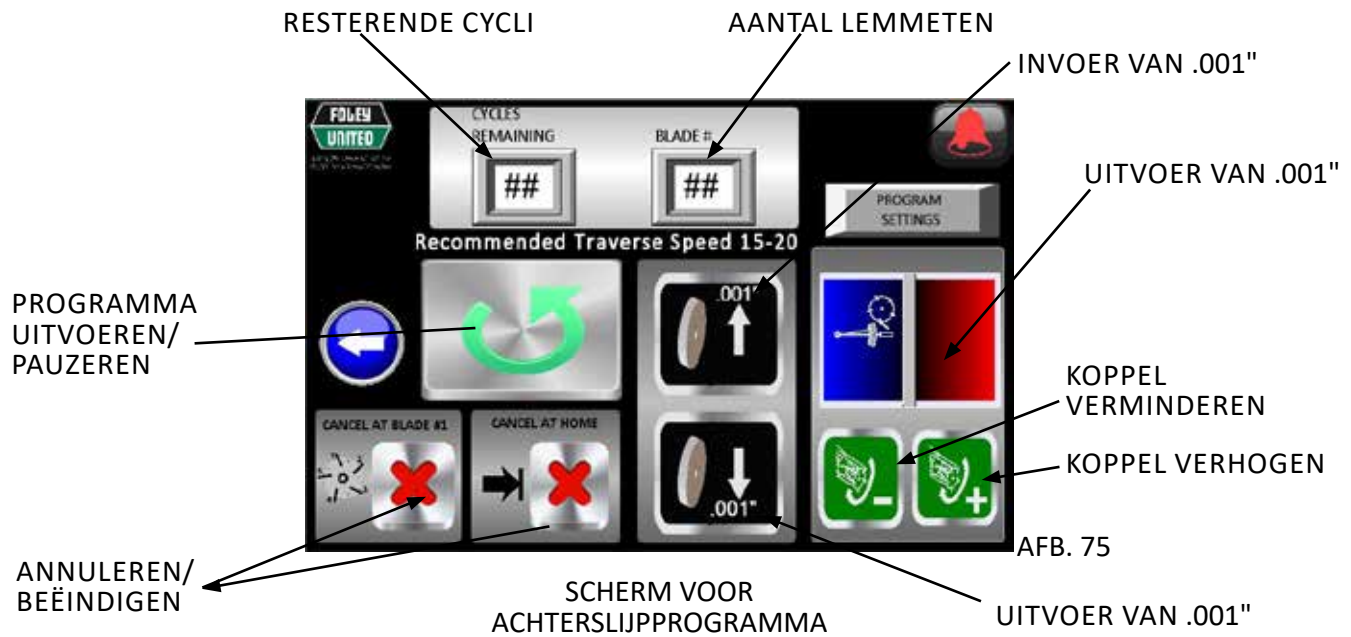 RESTERENDE CYCLI
AANTAL LEMMETEN
INVOER VAN .001"
FOLEY
UNITED
CYCLES
REMAINING
BLADE #
##
##
UITVOER VAN .001"
PROGRAM
SETTINGS
Recommended Traverse Speed 15-20
.001"
PROGRAMMA
UITVOEREN/
PAUZEREN
KOPPEL
VERMINDEREN
CANCEL AT BLADE #1
CANCEL AT HOME
KOPPEL VERHOGEN
-
+
.001"
AFB. 75
ANNULEREN/
BEËINDIGEN
SCHERM VOOR
ACHTERSLIJPPROGRAMMA
UITVOER VAN .001"